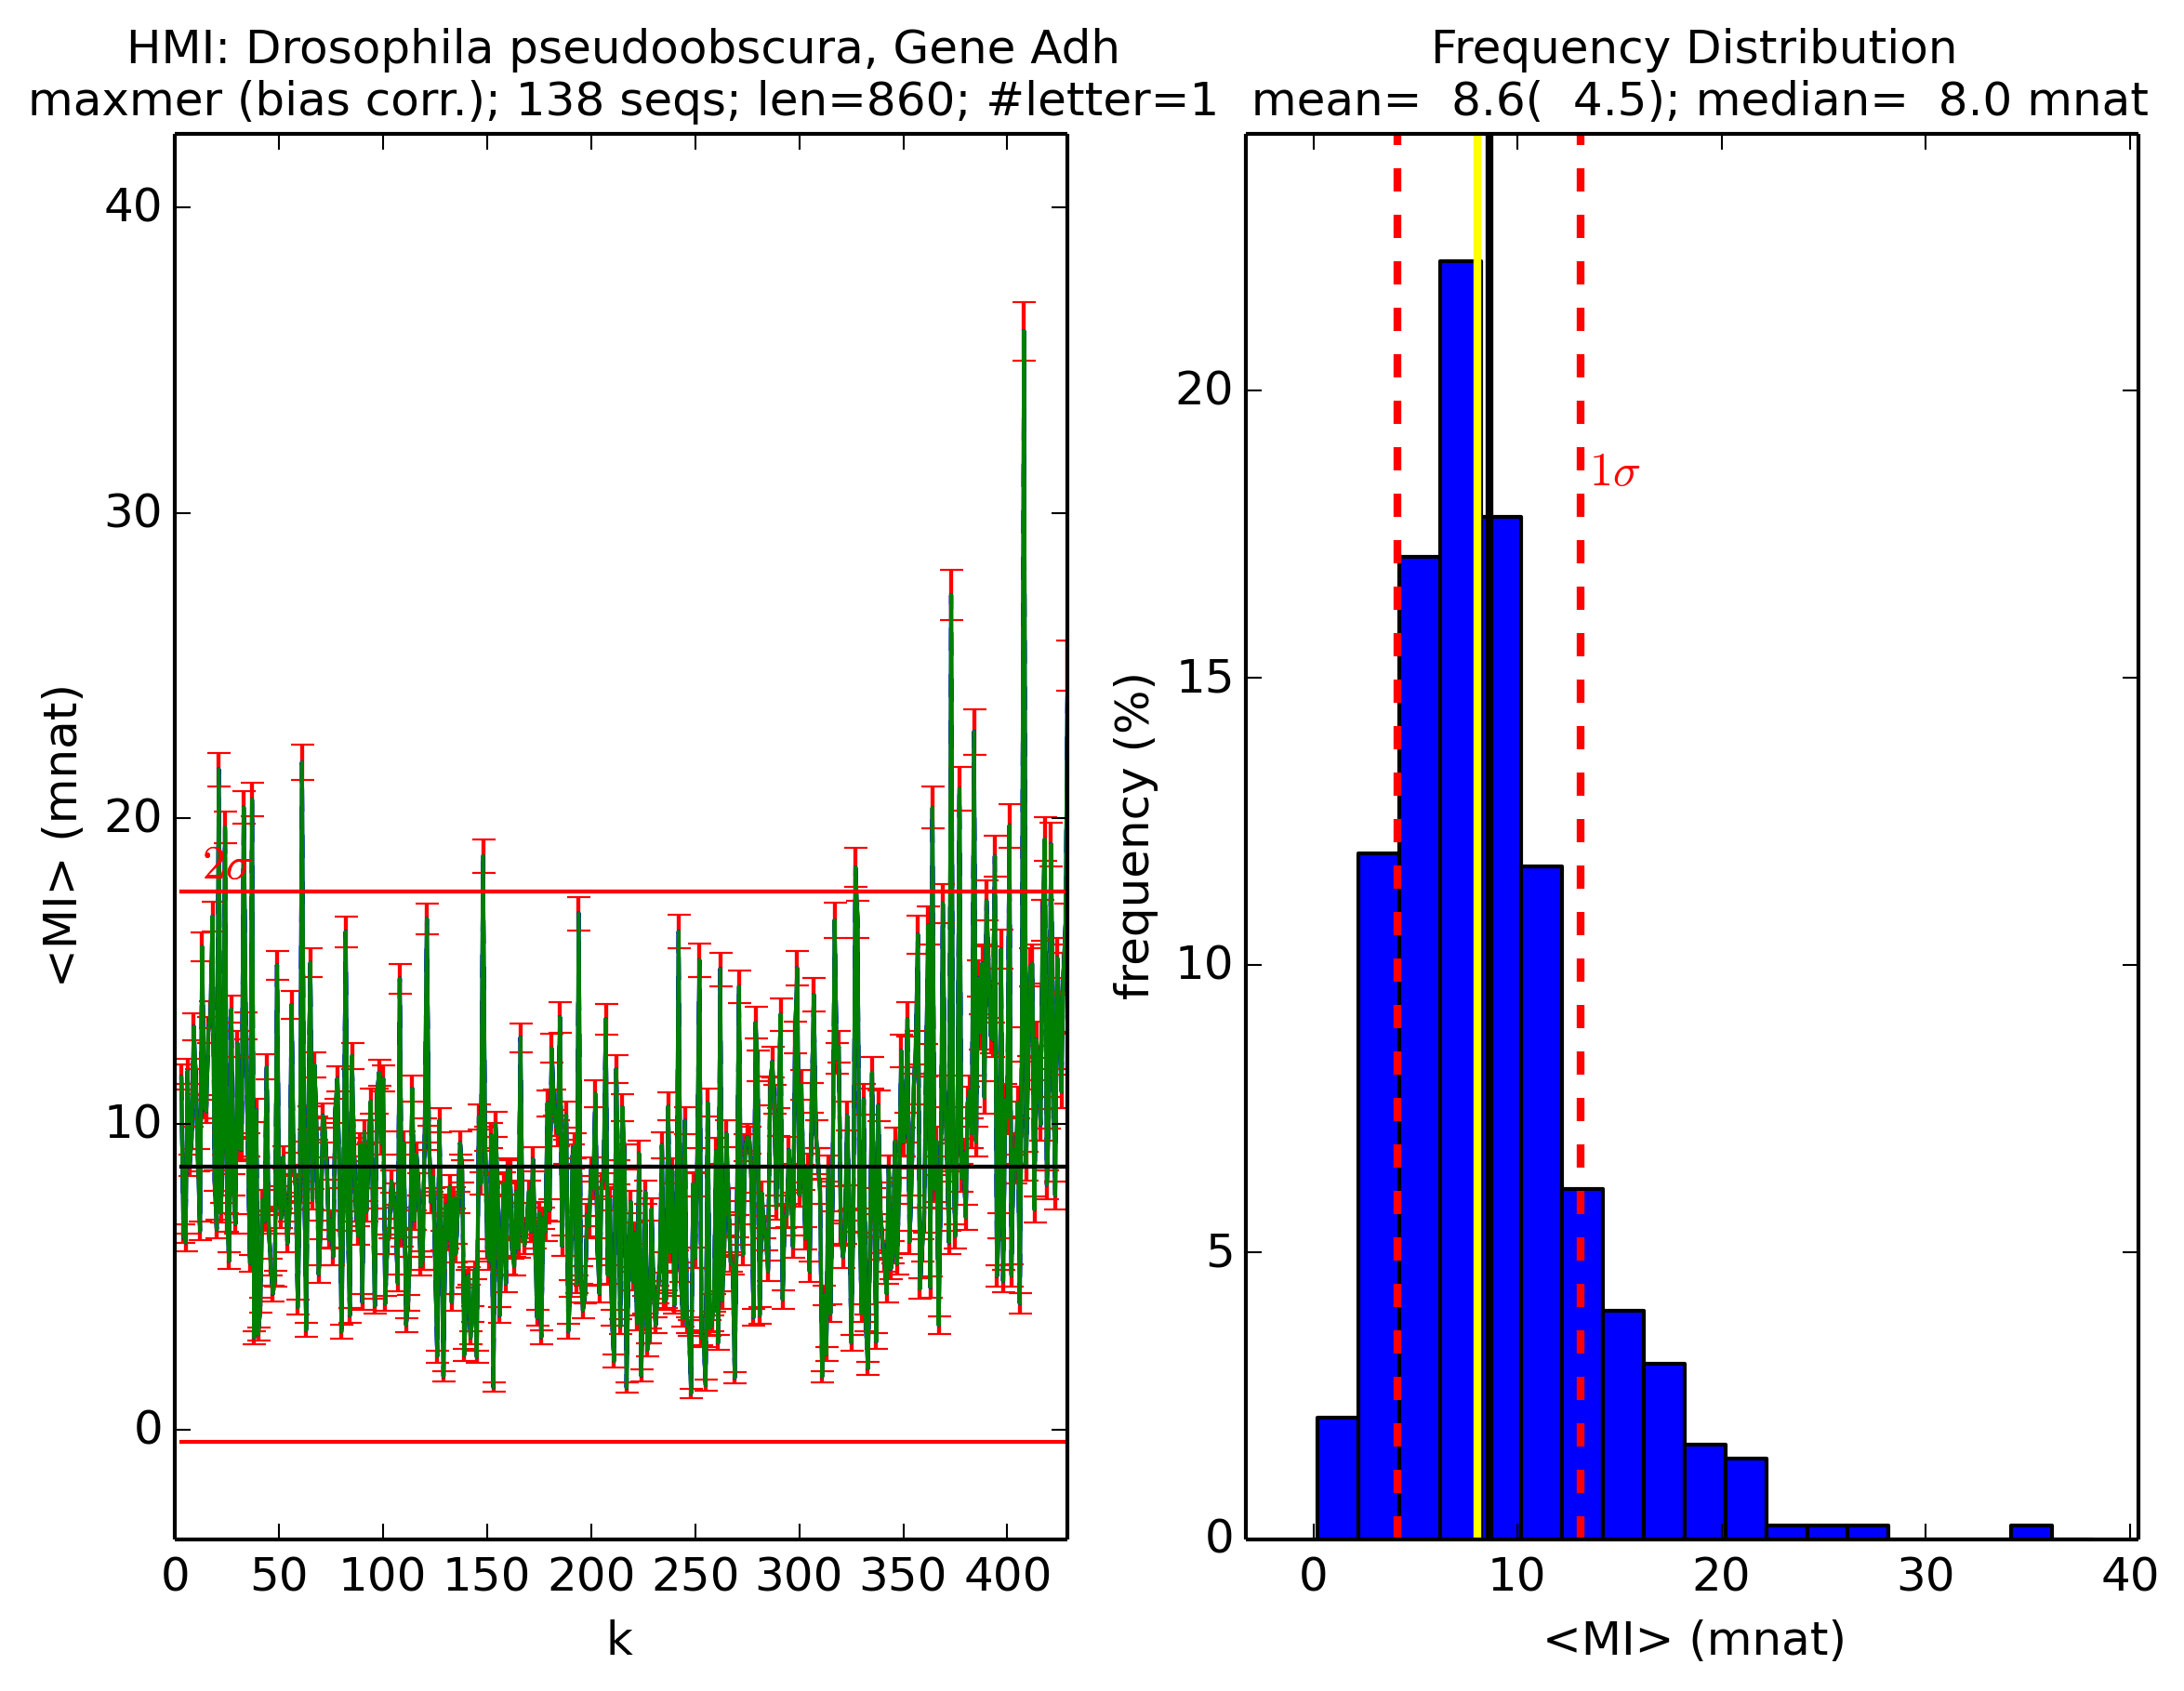 HMI: Drosophila pseudoobscura, Gene Adh
maxmer (bias corr.); 138 seqs; len=860; #letter=1
<MI> (mnat)
40
30
20
10
0
2σ
0 50 100 150 200 250 300 350 400
k
Frequency Distribution
mean=  8.6(  4.5); median=  8.0 mnat
frequency (%)
20
15
10
5
0
1σ
0 10 20 30 40
<MI> (mnat)